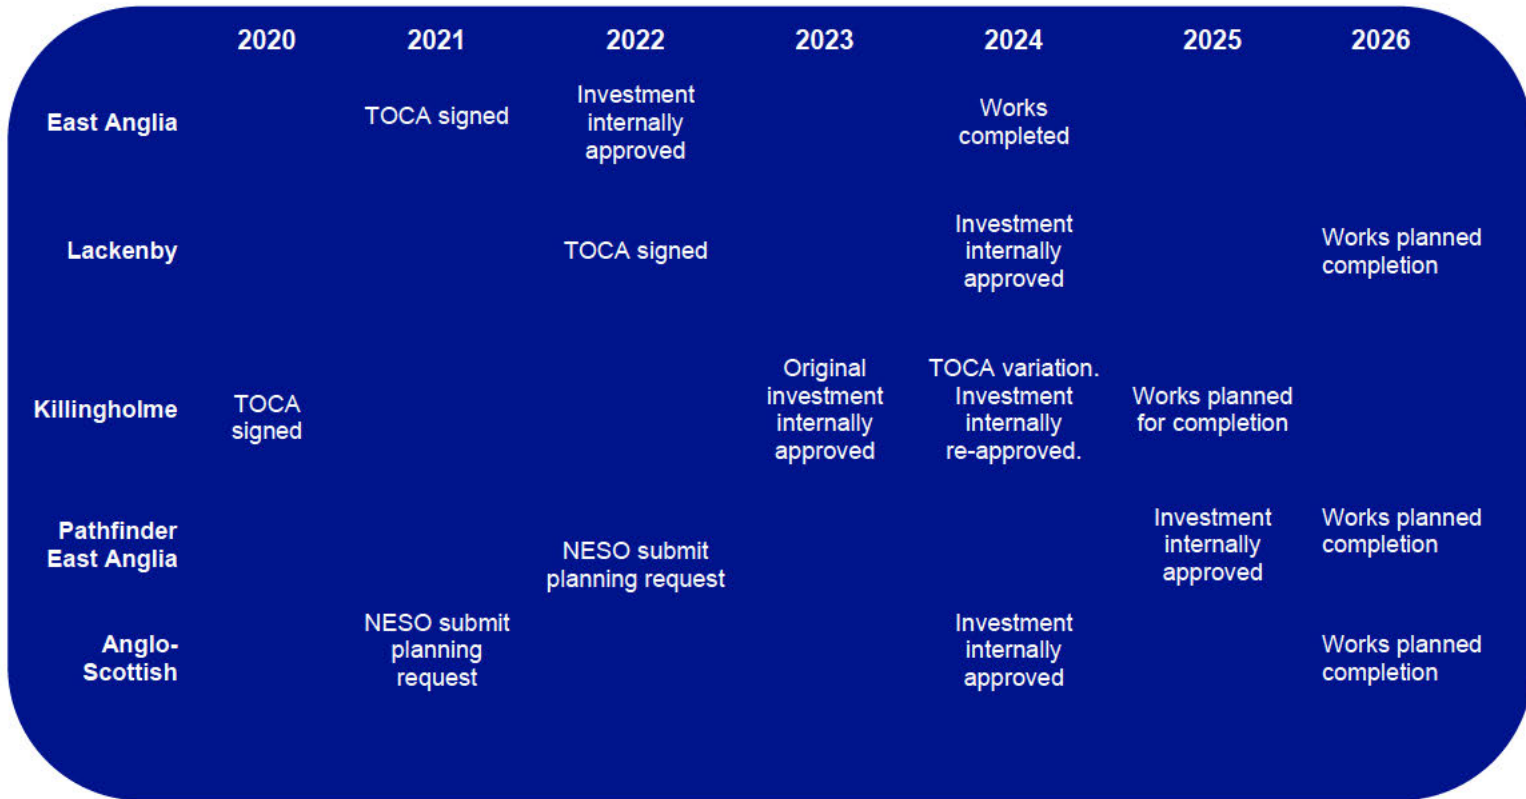 2020 2021 2022 2023 2024 2025 2026
East Anglia
TOCA signed
Investment
internally
approved
Works
completed
Lackenby
TOCA signed
Investment
internally
approved
Works planned
completion
Killingholme
TOCA
signed
Original
investment
internally
approved
TOCA variation.
Investment
internally
re-approved.
Works planned
for completion
Pathfinder
East Anglia
NESO submit
planning request
Investment
internally
approved
Works planned
completion
Anglo-
Scottish
NESO submit
planning
request
Investment
internally
approved
Works planned
completion